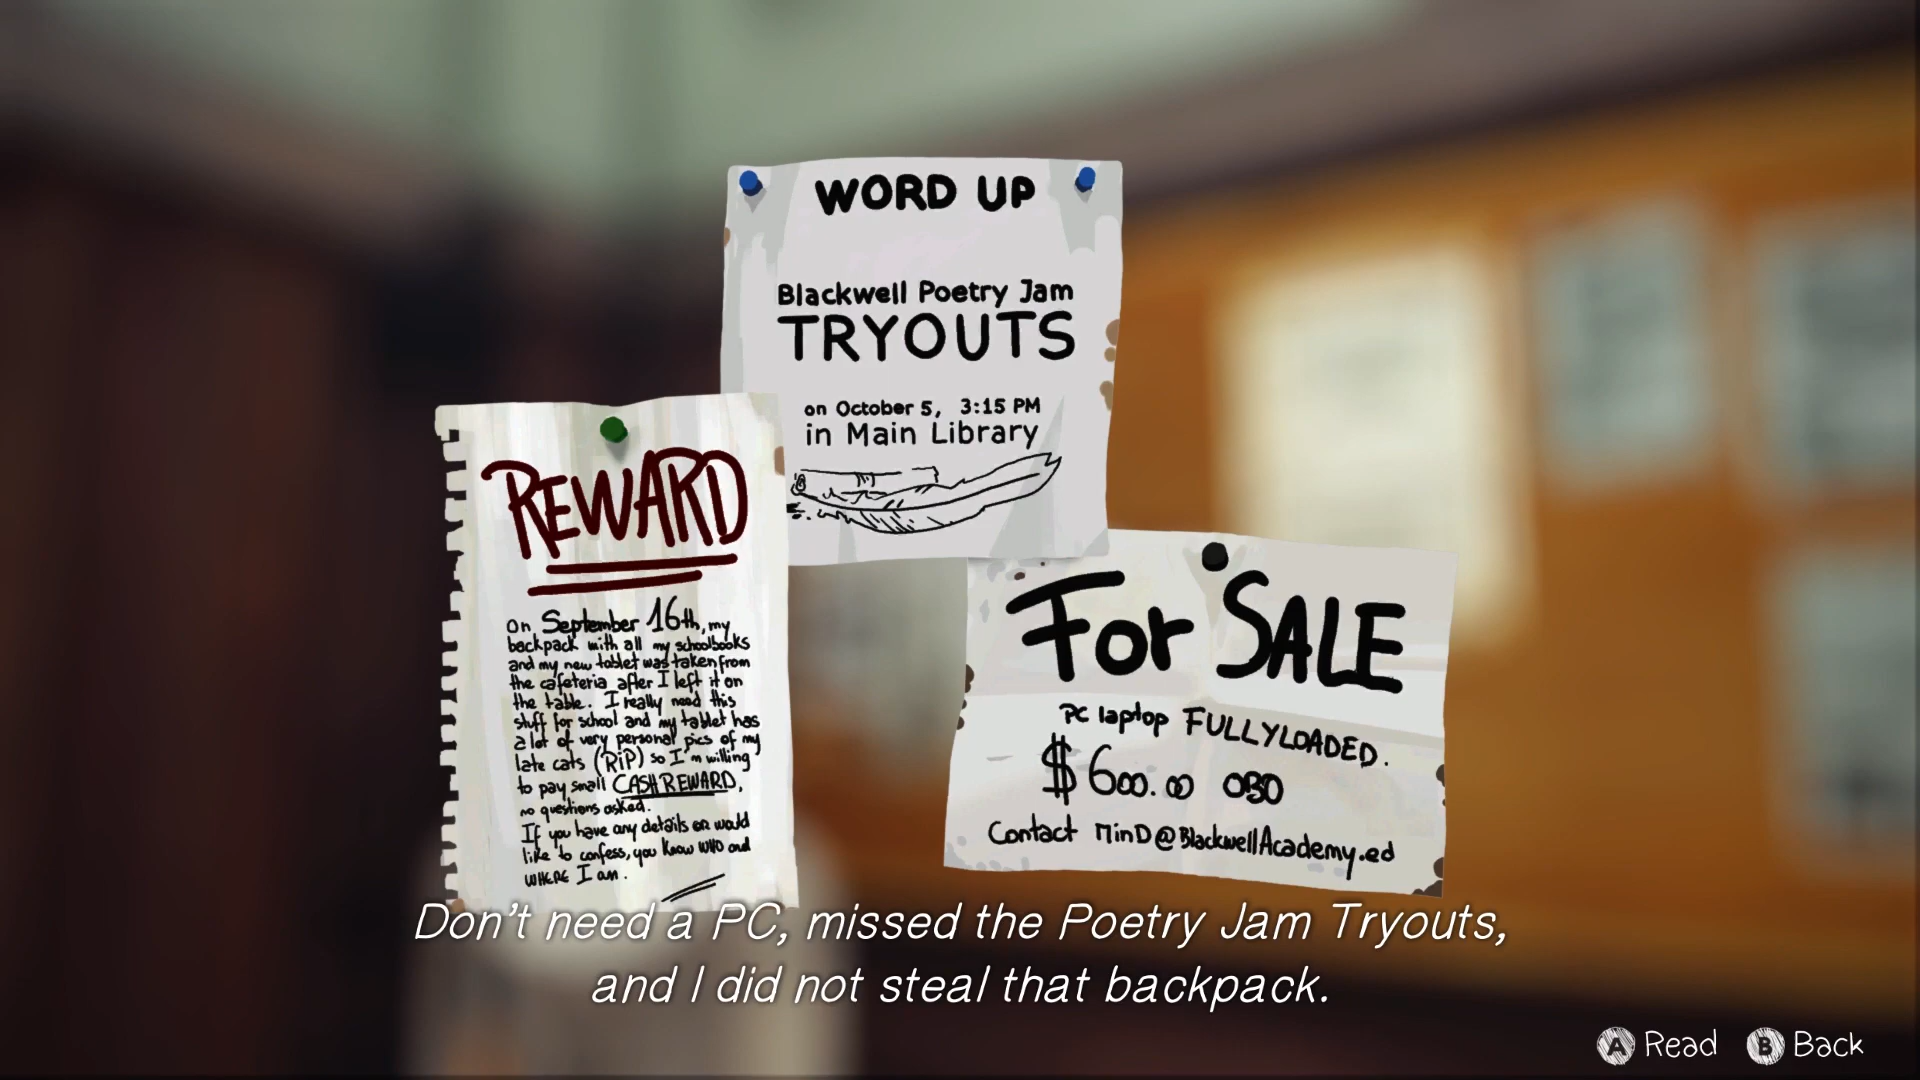 WORD UP
Blackwell Poetry Jam
TRYOUTS
on October 5, 3:15 PM
in Main Library
REWARD
On September 16th, my
backpack with all my schoolbooks
and my new tablet was taken from
the cafeteria after I left it on
the table. I really need this
stuff for school and my tablet has
a lot of very personal pics of my
late cats (RiP) so I'm willing
to pay small CASH REWARD,
no questions asked.
If you have any details or would
like to confess, you know WHO and
WHERE I am.
For SALE
PC laptop FULLYLOADED.
$600.00 OBO
Contact MinD@BlackwellAcademy.ed
Don't need a PC, missed the Poetry Jam Tryouts,
and I did not steal that backpack.
A Read B Back